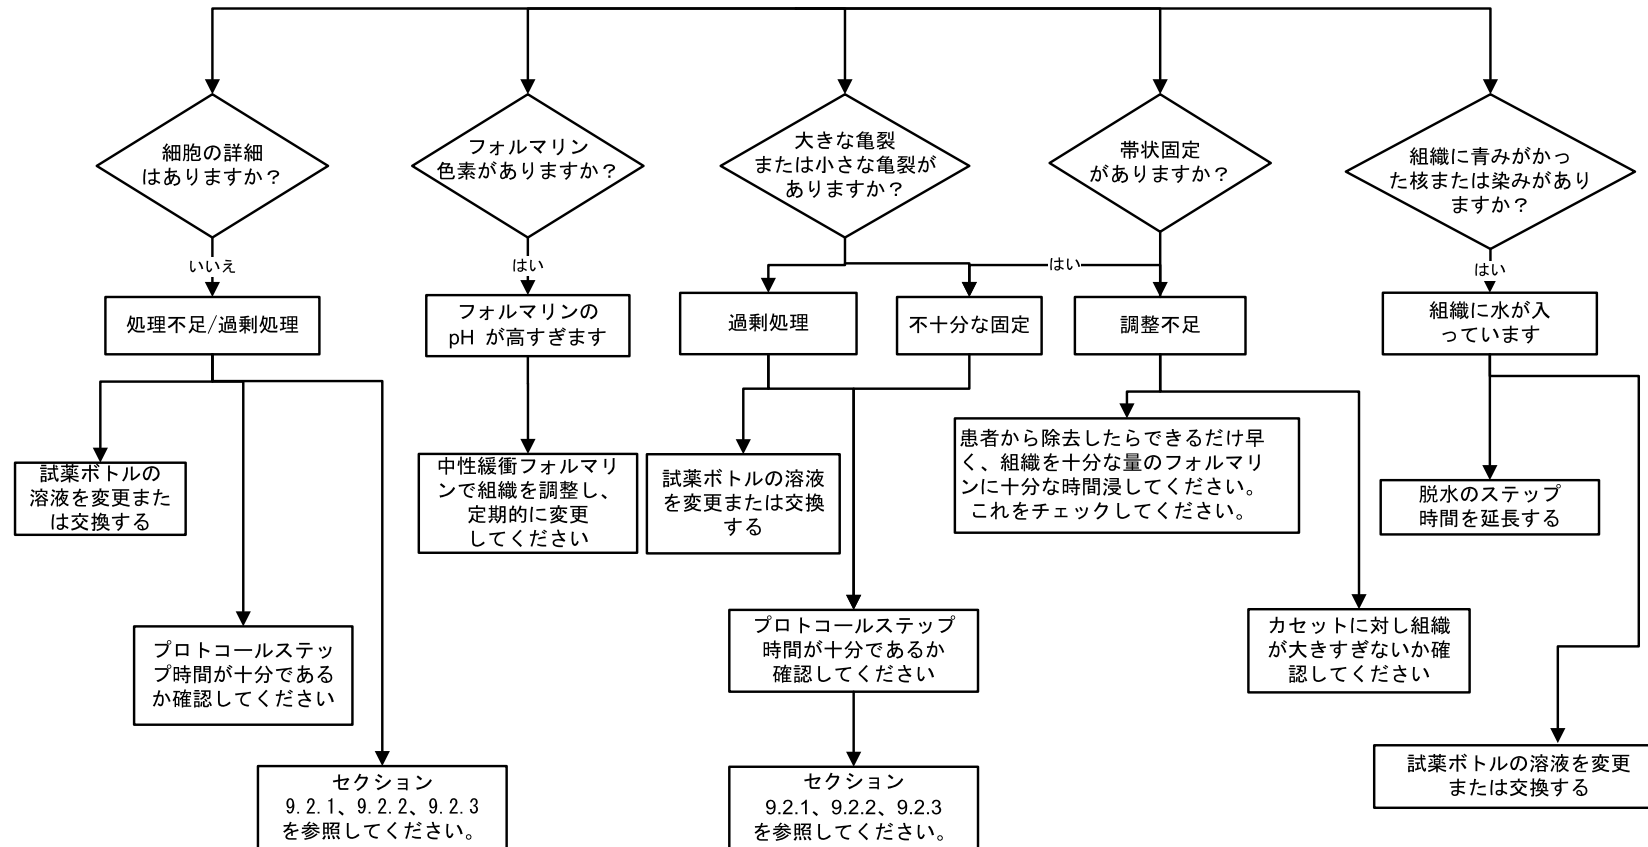 細胞の詳細
はありますか？
フォルマリン
色素がありますか？
大きな亀裂
または小さな亀裂が
ありますか？
帯状固定
がありますか？
組織に青みがかっ
た核または染みがあり
ますか？
いいえ
はい
はい
はい
処理不足/過剰処理
フォルマリンの
pH が高すぎます
過剰処理
不十分な固定
調整不足
組織に水が入
っています
試薬ボトルの
溶液を変更また
は交換する
中性緩衝フォルマリ
ンで組織を調整し、
定期的に変更
してください
試薬ボトルの溶液
を変更または交換
する
患者から除去したらできるだけ早
く、組織を十分な量のフォルマリ
ンに十分な時間浸してください。
これをチェックしてください。
脱水のステップ
時間を延長する
プロトコールステッ
プ時間が十分である
か確認してください
プロトコールステップ
時間が十分であるか
確認してください
カセットに対し組織
が大きすぎないか確
認してください
試薬ボトルの溶液を変更
または交換する
セクション
9.2.1、9.2.2、9.2.3
を参照してください。
セクション
9.2.1、9.2.2、9.2.3
を参照してください。